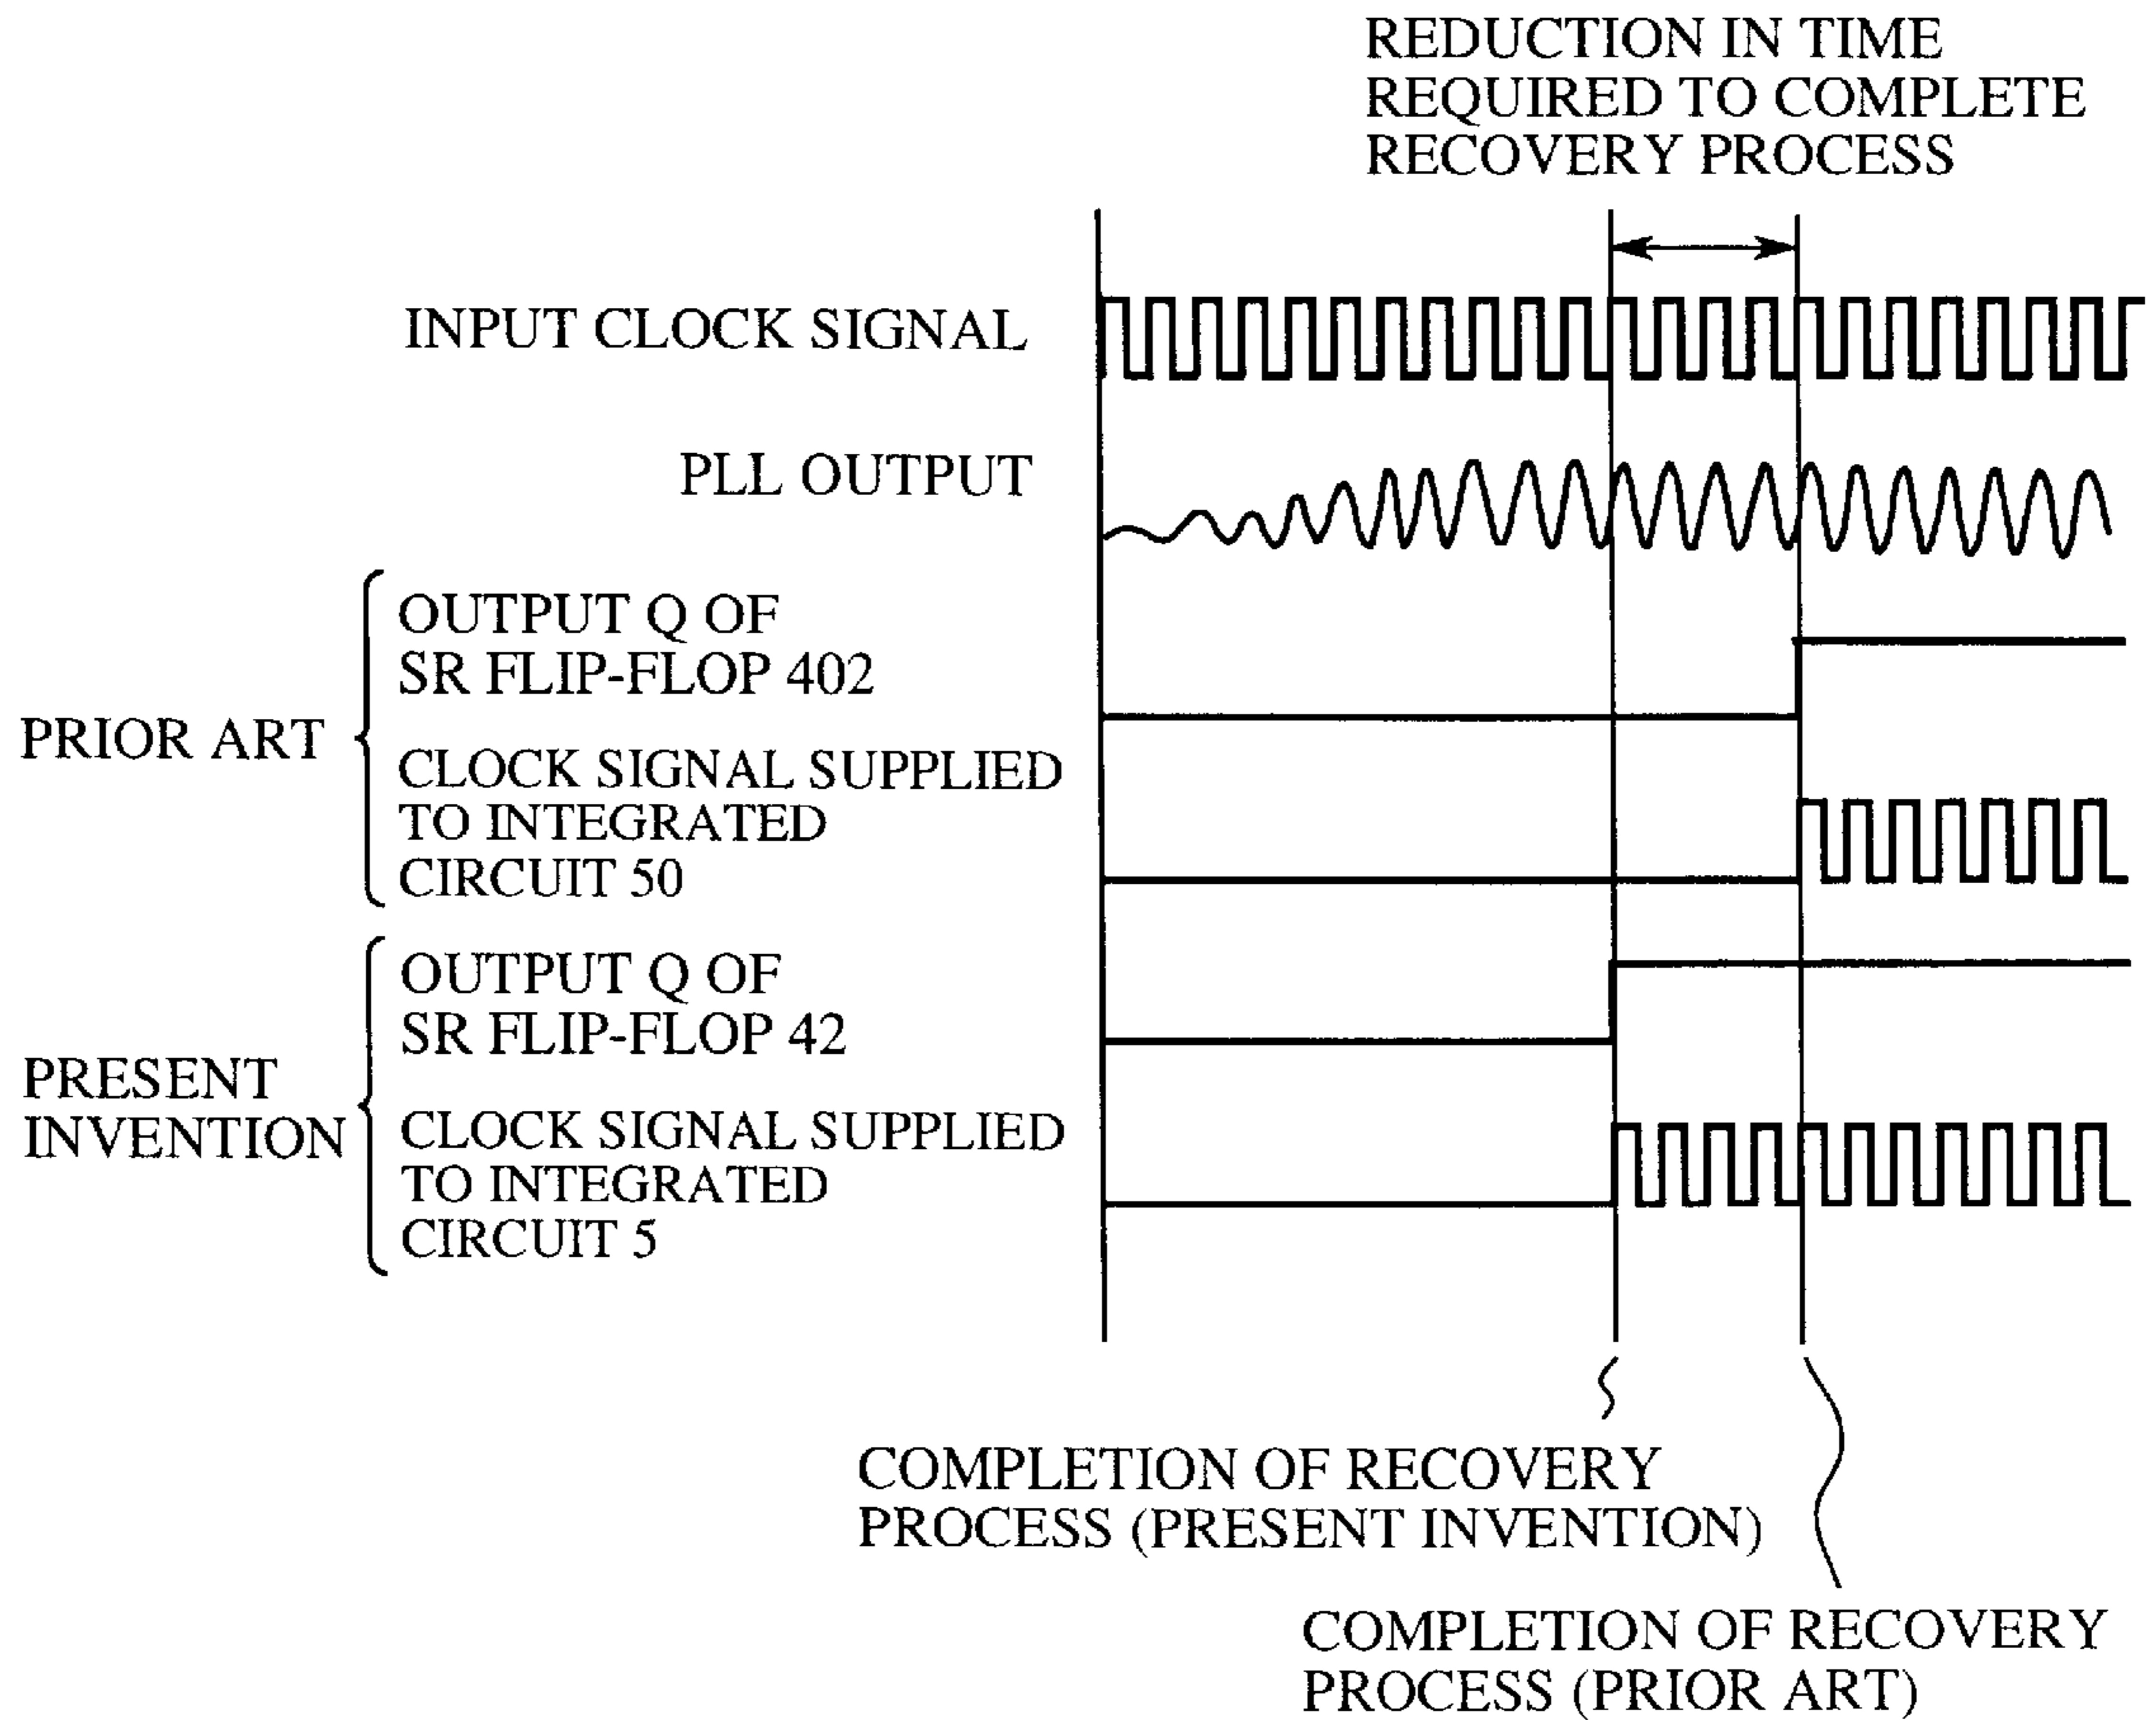 REDUCTION IN TIME
REQUIRED TO COMPLETE
RECOVERY PROCESS
INPUT CLOCK SIGNAL
PLL OUTPUT
PRIOR ART
OUTPUT Q OF
SR FLIP-FLOP 402
CLOCK SIGNAL SUPPLIED
TO INTEGRATED
CIRCUIT 50
PRESENT
INVENTION
OUTPUT Q OF
SR FLIP-FLOP 42
CLOCK SIGNAL SUPPLIED
TO INTEGRATED
CIRCUIT 5
COMPLETION OF RECOVERY
PROCESS (PRESENT INVENTION)
COMPLETION OF RECOVERY
PROCESS (PRIOR ART)